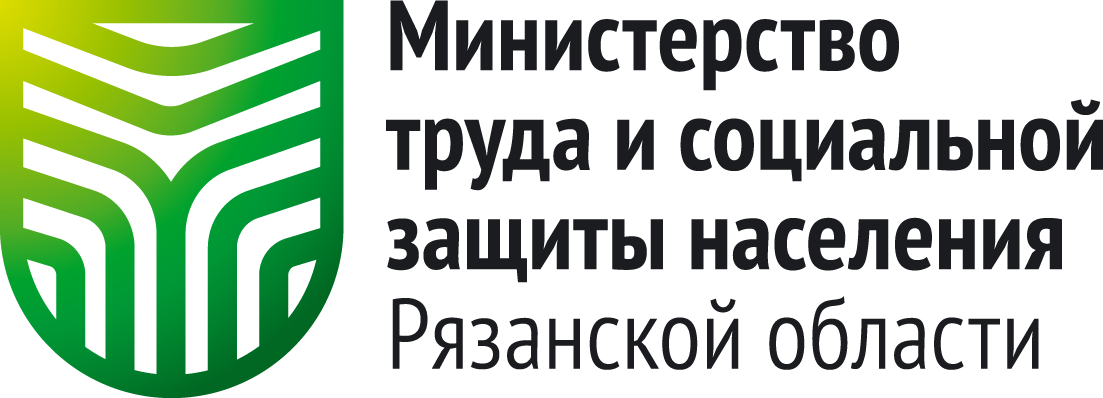 Министерство
труда и социальной
защиты населения
Рязанской области